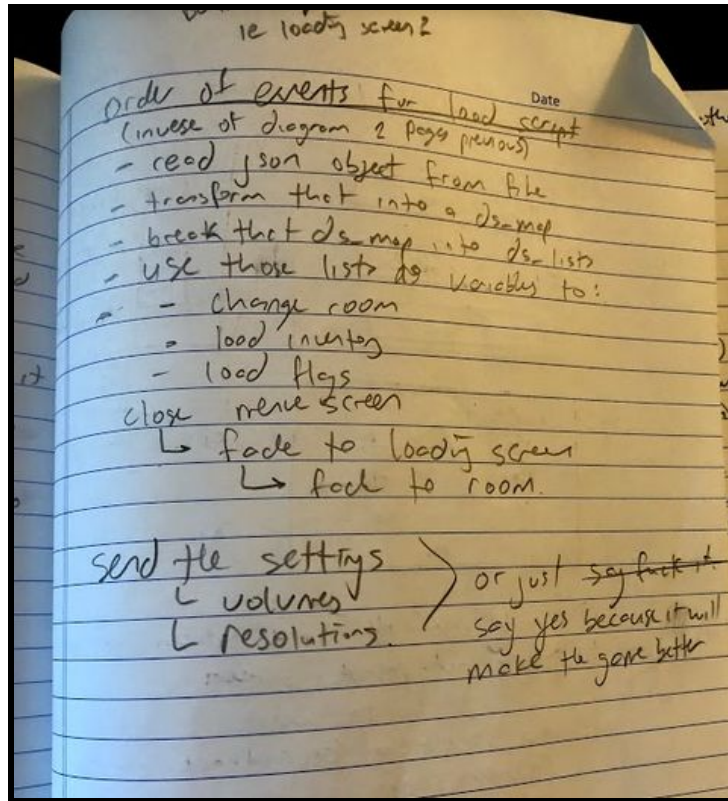 ie loading screen?
Date
order of events for load script
(inverse of diagram 2 pages previous)
- read json object from file
- transform that into a ds_map
- break that ds_map into ds_lists
- use those lists as variables to:
- change room
- load inventory
- load flags
close menue screen
↳ fade to loading screen
↳ fade to room.
send the settings
└ volumes
└ resolutions.
or just say fuck it
say yes because it will
make the game better